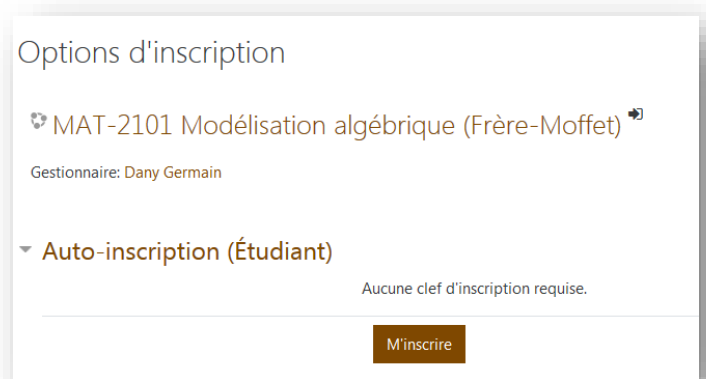 Options d'inscription
MAT-2101 Modélisation algébrique (Frère-Moffet)
Gestionnaire: Dany Germain
Auto-inscription (Étudiant)
Aucune clef d'inscription requise.
M'inscrire